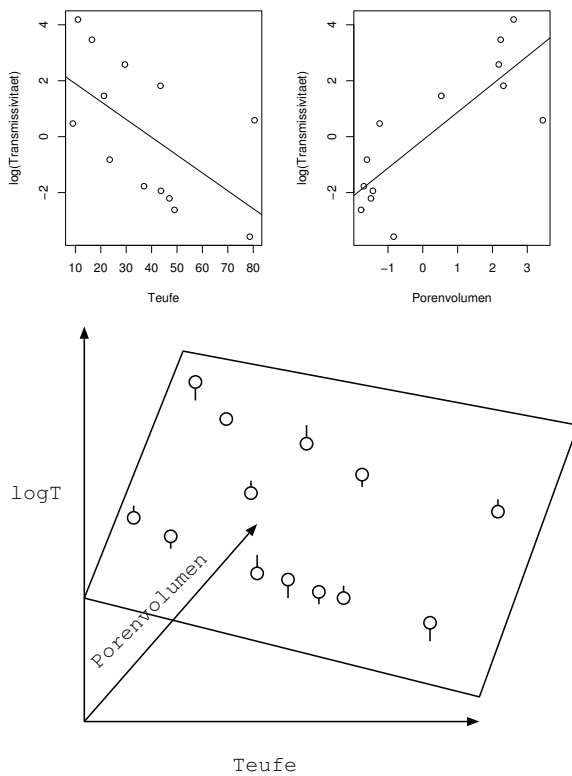 log(Transmissivitaet)
4
2
0
−2
10 20 30 40 50 60 70 80
Teufe
log(Transmissivitaet)
4
2
0
−2
−1 0 1 2 3
Porenvolumen
logT
Porenvolumen
Teufe